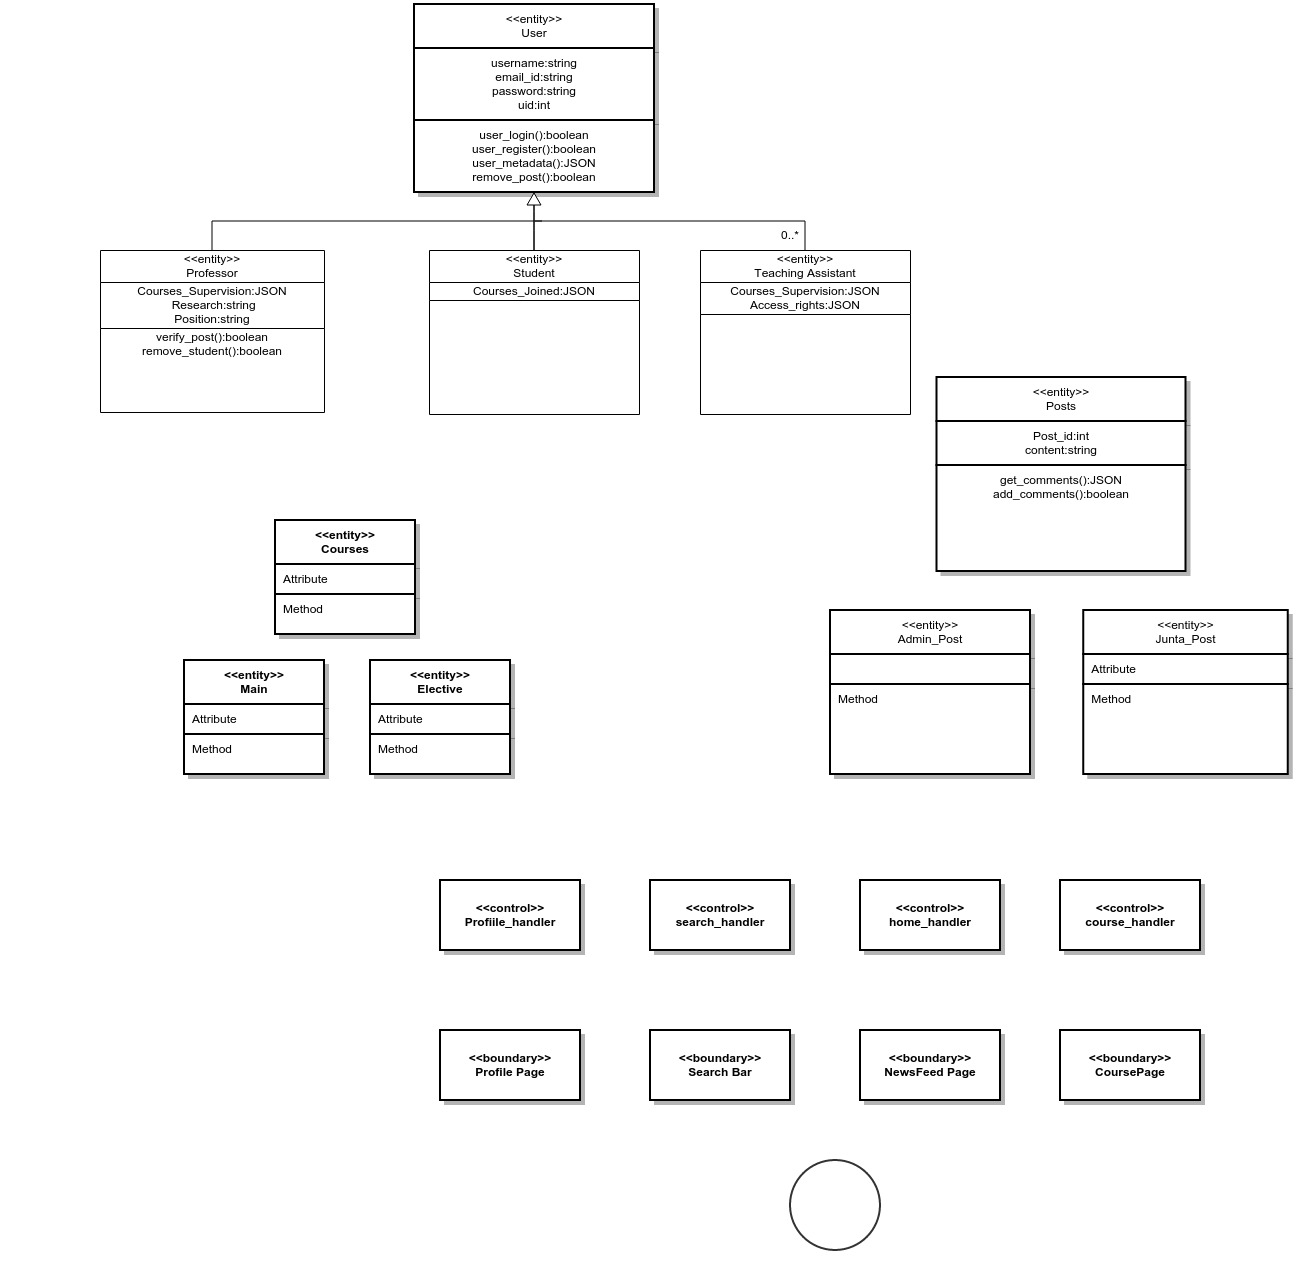 <<entity>>
User
username:string
email_id:string
password:string
uid:int
user_login():boolean
user_register():boolean
user_metadata():JSON
remove_post():boolean
0..*
<<entity>>
Professor
Courses_Supervision:JSON
Research:string
Position:string
verify_post():boolean
remove_student():boolean
<<entity>>
Student
Courses_Joined:JSON
<<entity>>
Teaching Assistant
Courses_Supervision:JSON
Access_rights:JSON
<<entity>>
Posts
Post_id:int
content:string
get_comments():JSON
add_comments():boolean
<<entity>>
Courses
Attribute
Method
<<entity>>
Main
Attribute
Method
<<entity>>
Elective
Attribute
Method
<<entity>>
Admin_Post
Method
<<entity>>
Junta_Post
Attribute
Method
<<control>>
Profiile_handler
<<control>>
search_handler
<<control>>
home_handler
<<control>>
course_handler
<<boundary>>
Profile Page
<<boundary>>
Search Bar
<<boundary>>
NewsFeed Page
<<boundary>>
CoursePage